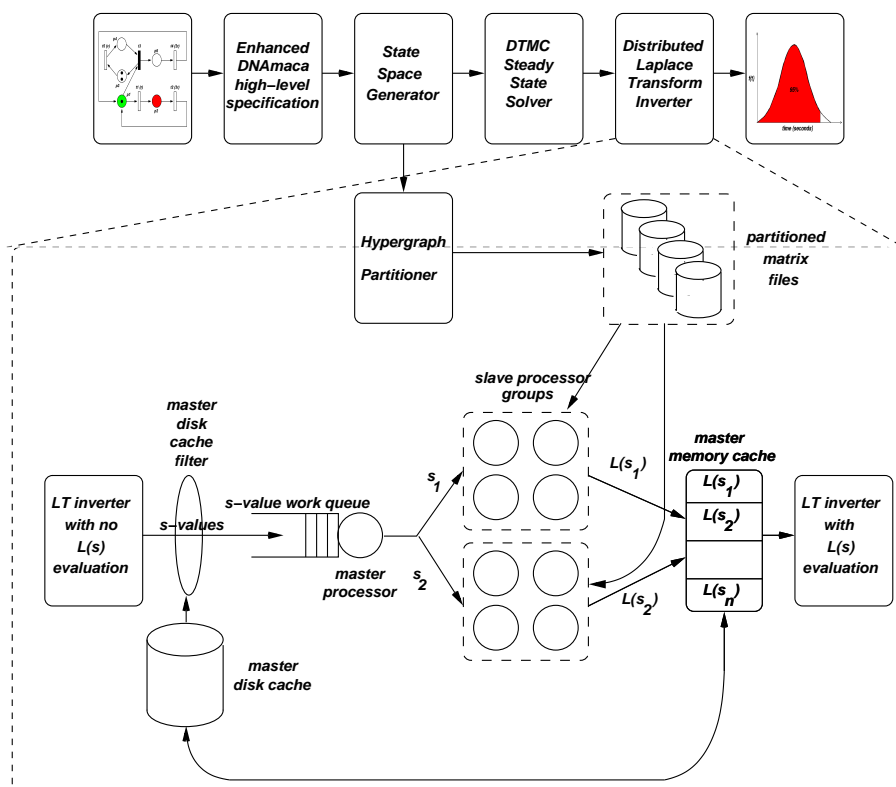 Enhanced
DNAmaca
high-level
specification
State
Space
Generator
DTMC
Steady
State
Solver
Distributed
Laplace
Transform
Inverter
f(t)
95%
time (seconds)
Hypergraph
Partitioner
partitioned
matrix
files
slave processor
groups
master
disk
cache
filter
master
memory cache
LT inverter
with no
L(s)
evaluation
s-values
s-value work queue
master
processor
s1
s2
L(s1)
L(s2)
L(s1)
L(s2)
L(sn)
LT inverter
with
L(s)
evaluation
master
disk cache